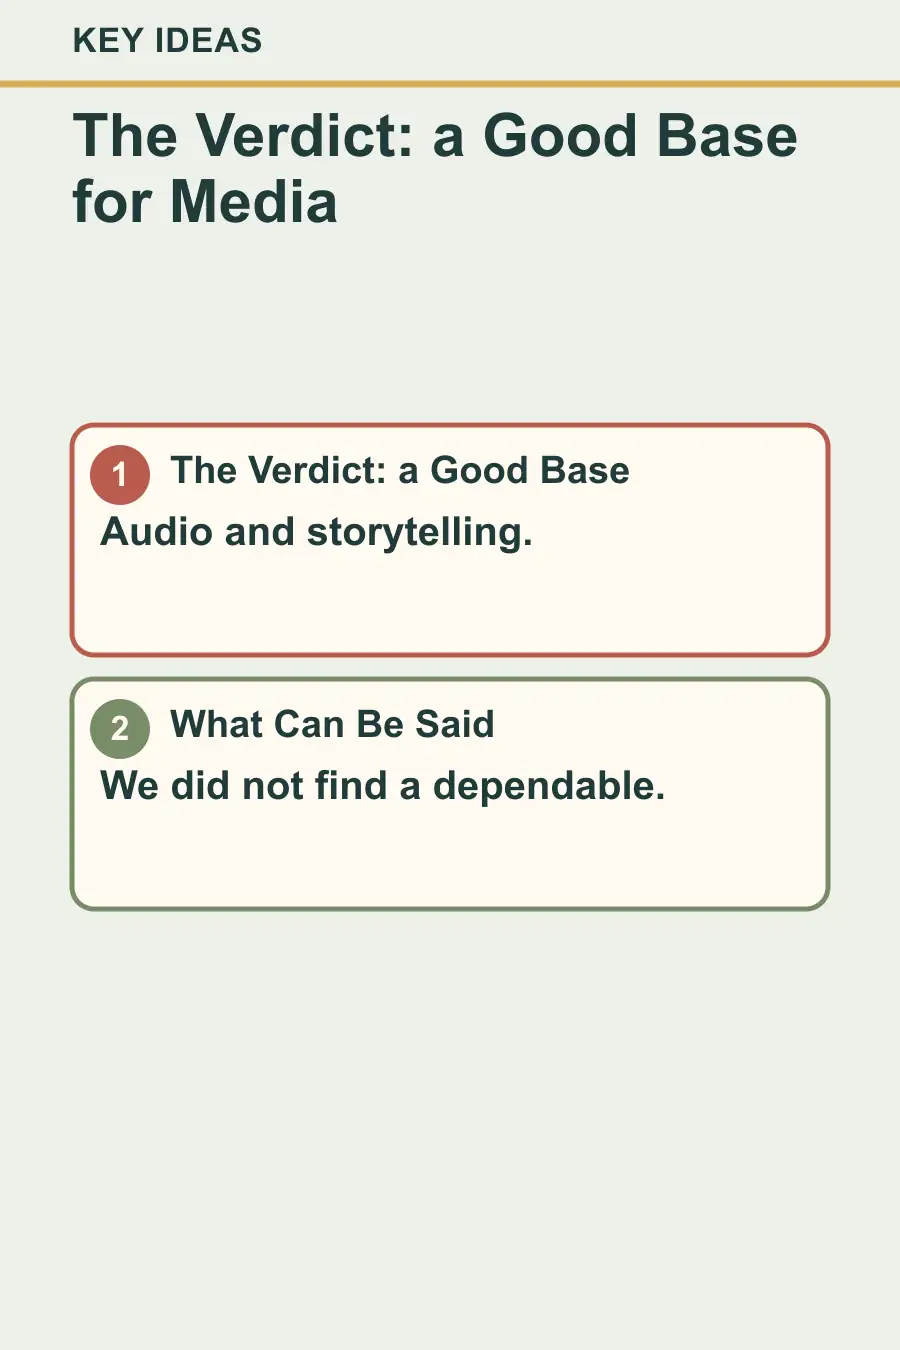 KEY IDEAS
The Verdict: a Good Base
for Media
1 The Verdict: a Good Base
Audio and storytelling.
2 What Can Be Said
We did not find a dependable.